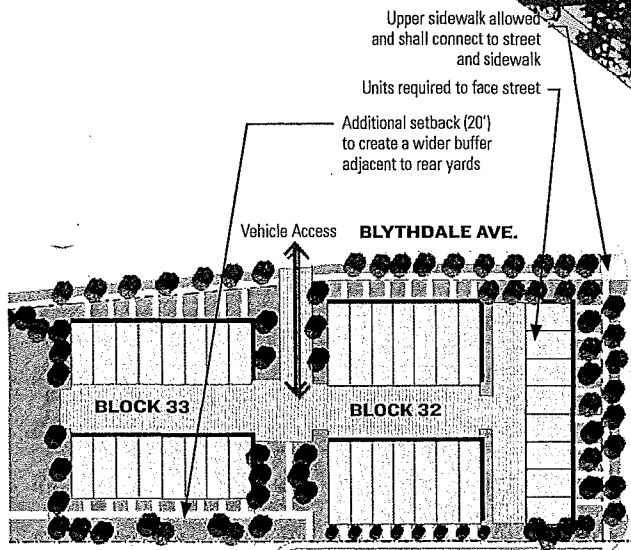 Upper sidewalk allowed
and shall connect to street
and sidewalk
Units required to face street
Additional setback (20')
to create a wider buffer
adjacent to rear yards
Vehicle Access
BLYTHDALE AVE.
BLOCK 33
BLOCK 32